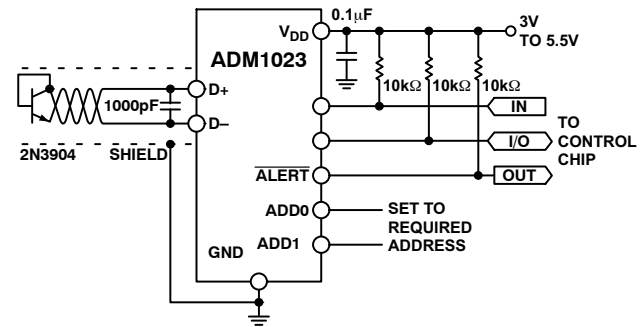 0.1µF
3V
TO 5.5V
VDD
ADM1023
10kΩ 10kΩ 10kΩ
D+
1000pF
IN
D–
TO
CONTROL
CHIP
I/O
2N3904
SHIELD
ALERT
OUT
ADD0
SET TO
REQUIRED
ADDRESS
ADD1
GND